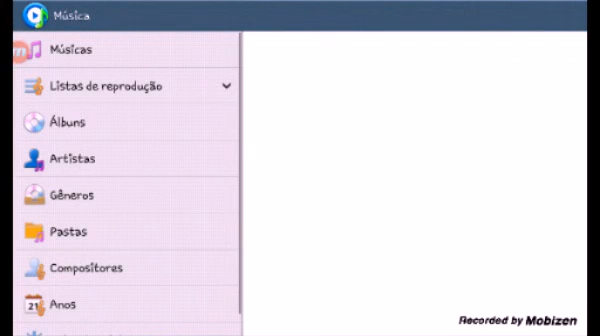 Música
Músicas
Listas de reprodução
Álbuns
Artistas
Gêneros
Pastas
Compositores
21 Anos
Recorded by Mobizen